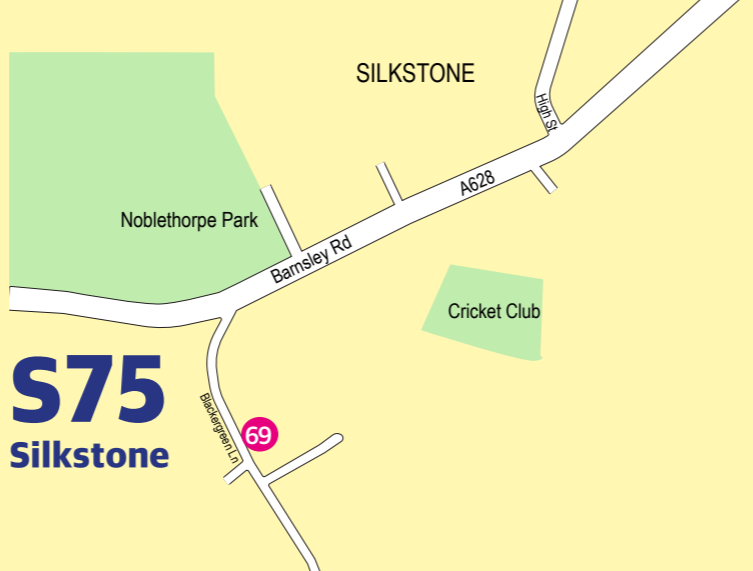 SILKSTONE
High St
A628
Noblethorpe Park
Barnsley Rd
Cricket Club
S75
Silkstone
Blackergreen Ln
69